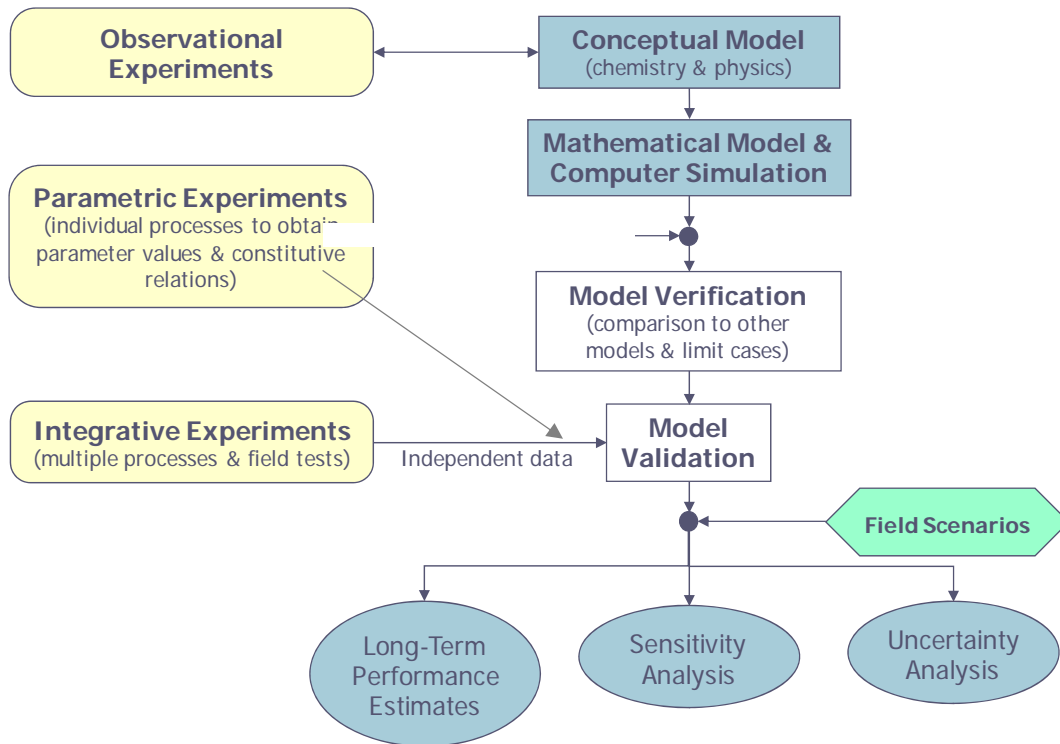 Observational
Experiments
Conceptual Model
(chemistry & physics)
Mathematical Model &
Computer Simulation
Parametric Experiments
(individual processes to obtain
parameter values & constitutive
relations)
Model Verification
(comparison to other
models & limit cases)
Integrative Experiments
(multiple processes & field tests)
Independent data
Model
Validation
Field Scenarios
Long-Term
Performance
Estimates
Sensitivity
Analysis
Uncertainty
Analysis